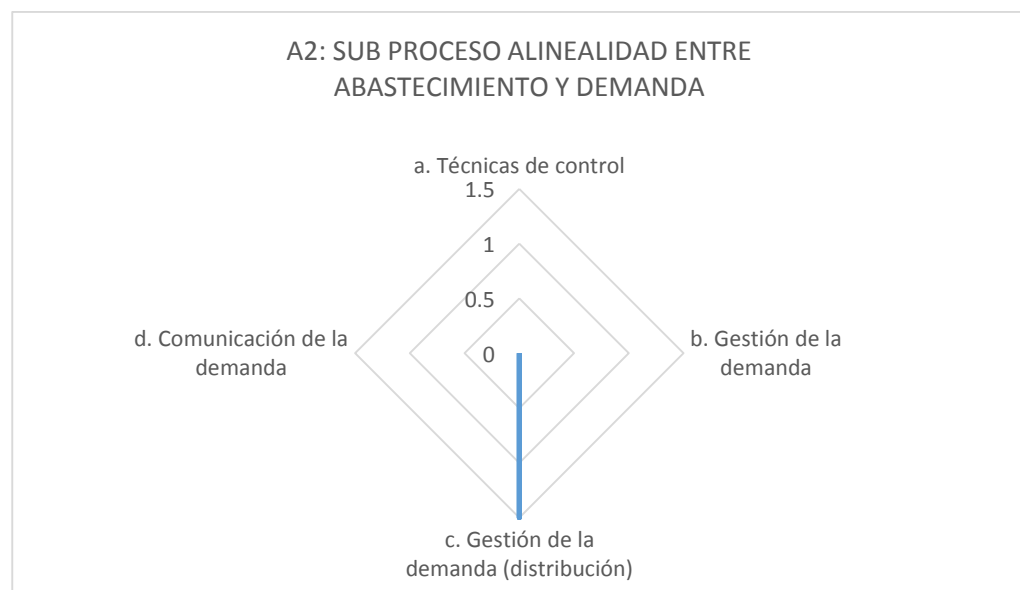 A2: SUB PROCESO ALINEALIDAD ENTRE
ABASTECIMIENTO Y DEMANDA
a. Técnicas de control
1.5
1
0.5
0
d. Comunicación de la
demanda
b. Gestión de la
demanda
c. Gestión de la
demanda (distribución)